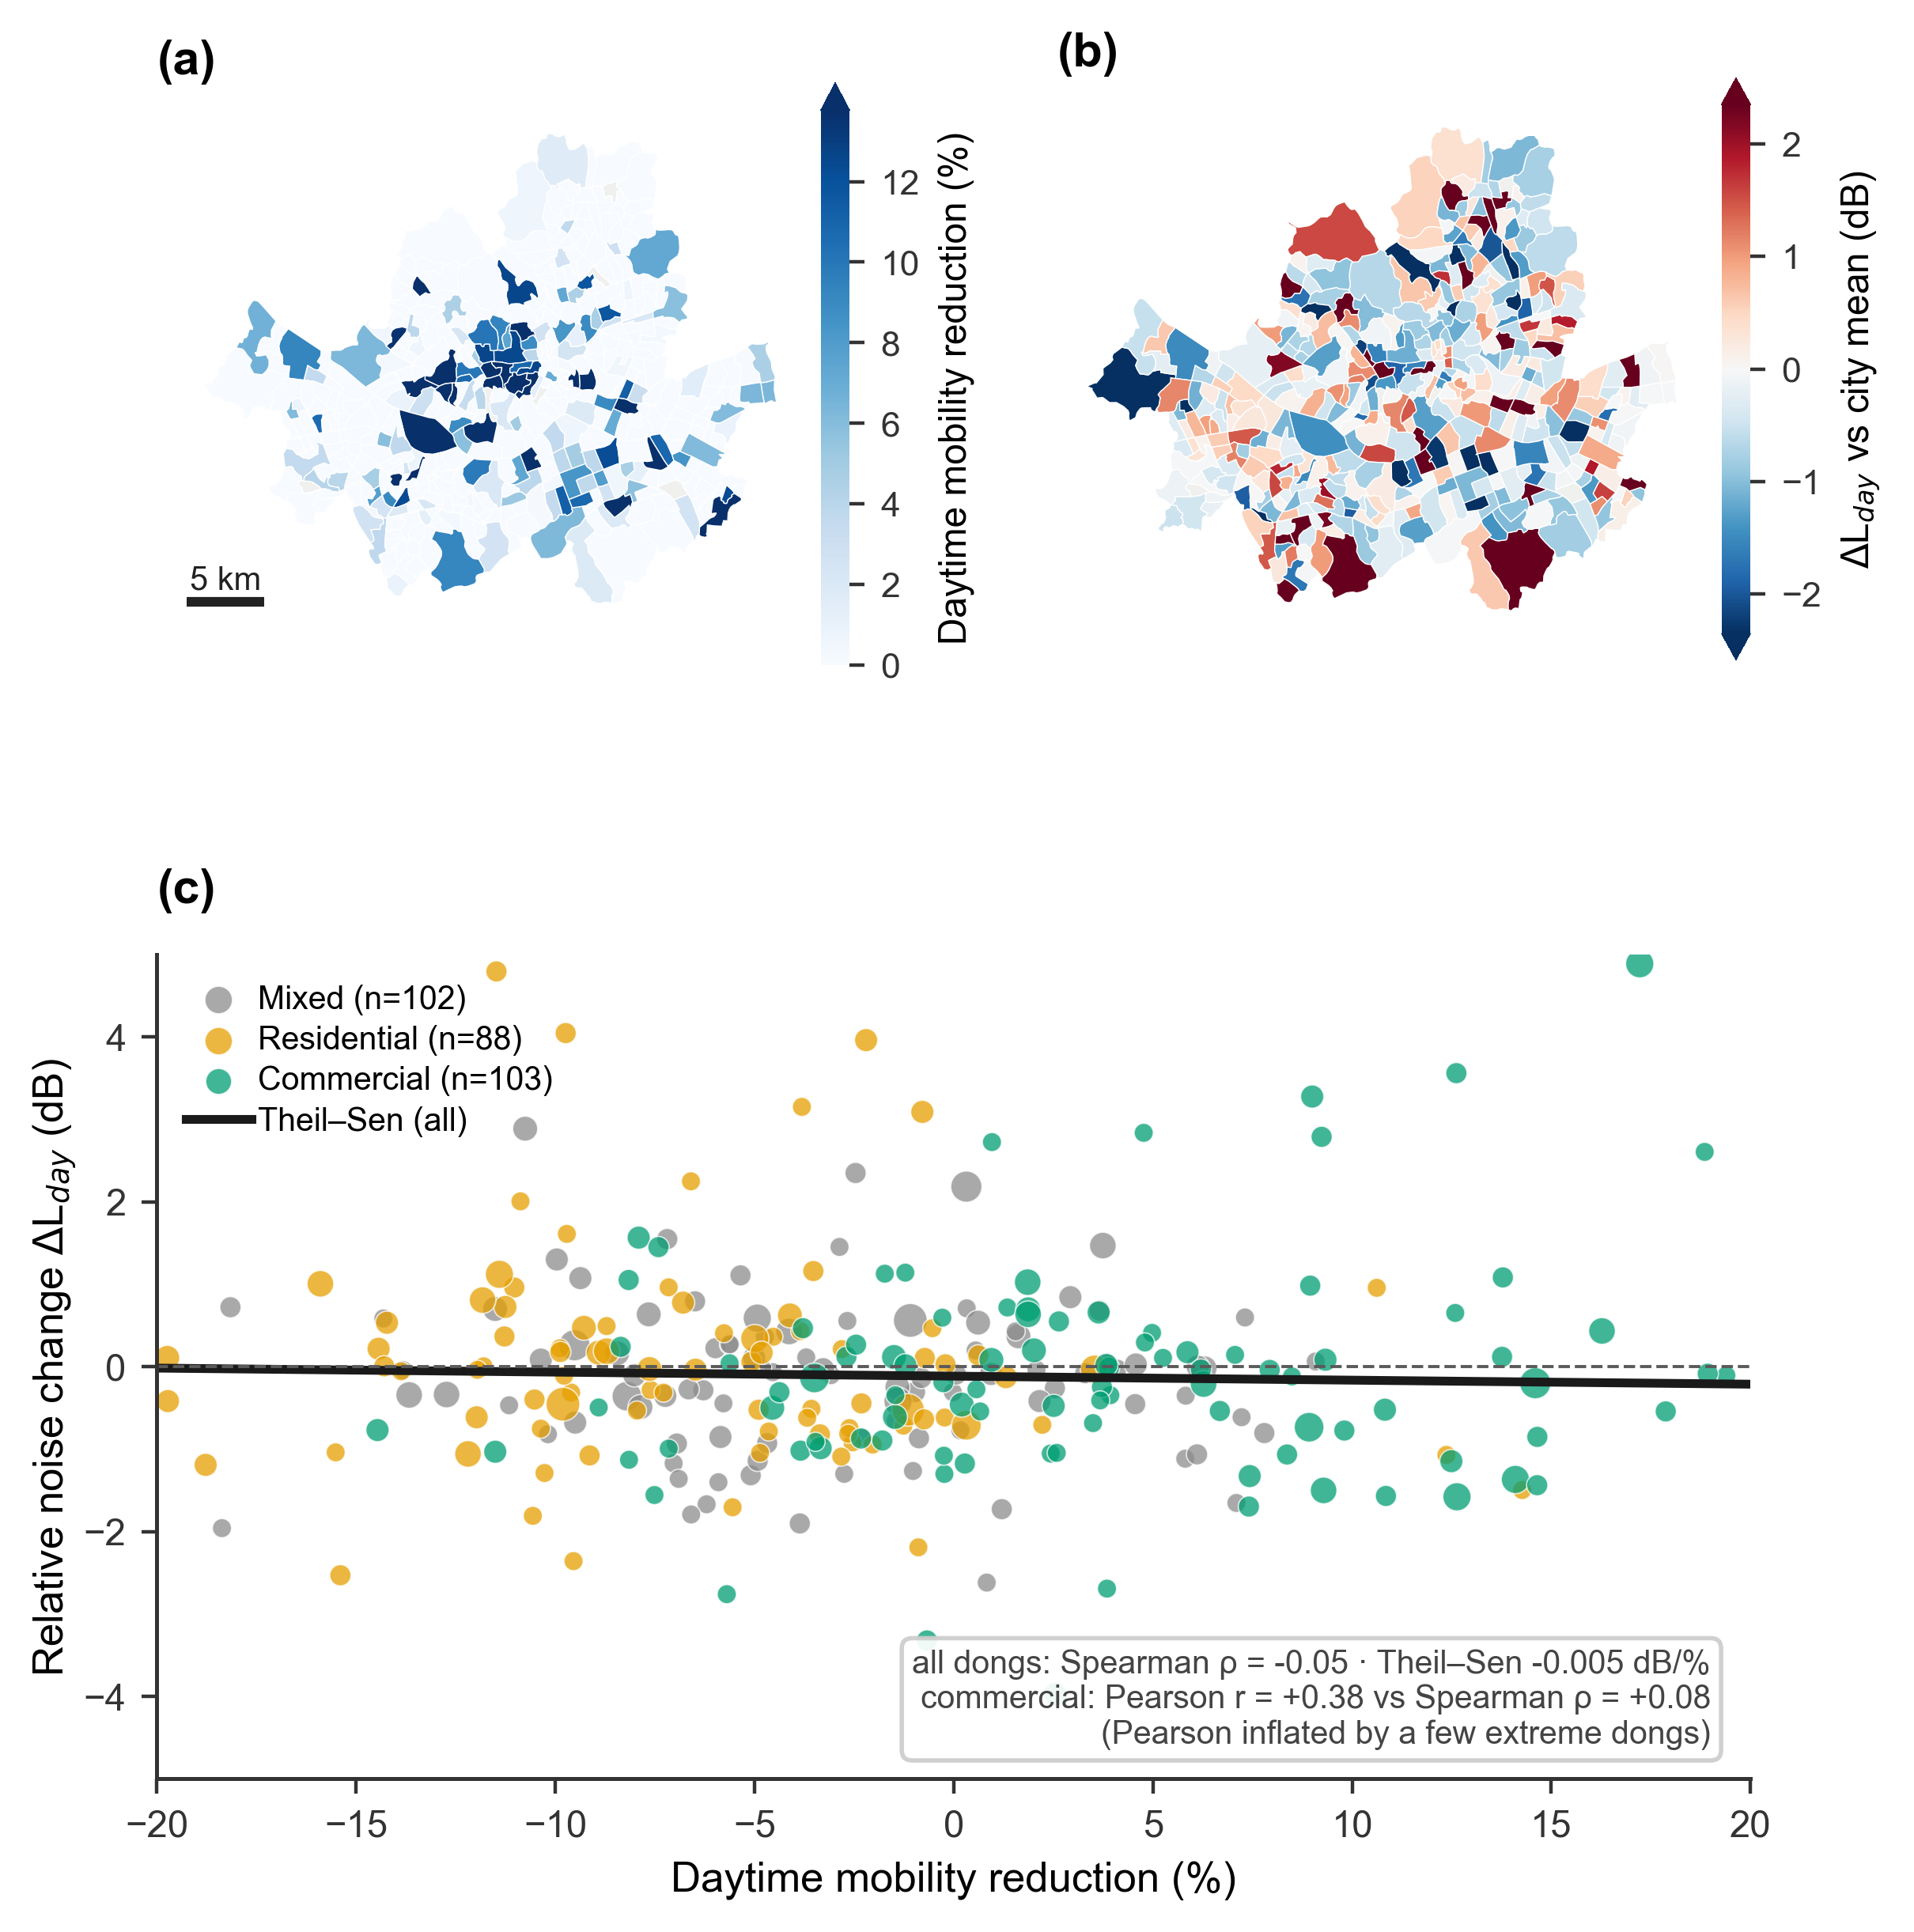 (a)
(b)
12
10
8
6
4
2
0
Daytime mobility reduction (%)
5 km
2
1
0
−1
−2
ΔLday vs city mean (dB)
(c)
Mixed (n=102)
Residential (n=88)
Commercial (n=103)
Theil–Sen (all)
4
2
0
−2
−4
Relative noise change ΔLday (dB)
all dongs: Spearman ρ = -0.05 · Theil–Sen -0.005 dB/%
commercial: Pearson r = +0.38 vs Spearman ρ = +0.08
(Pearson inflated by a few extreme dongs)
−20 −15 −10 −5 0 5 10 15 20
Daytime mobility reduction (%)